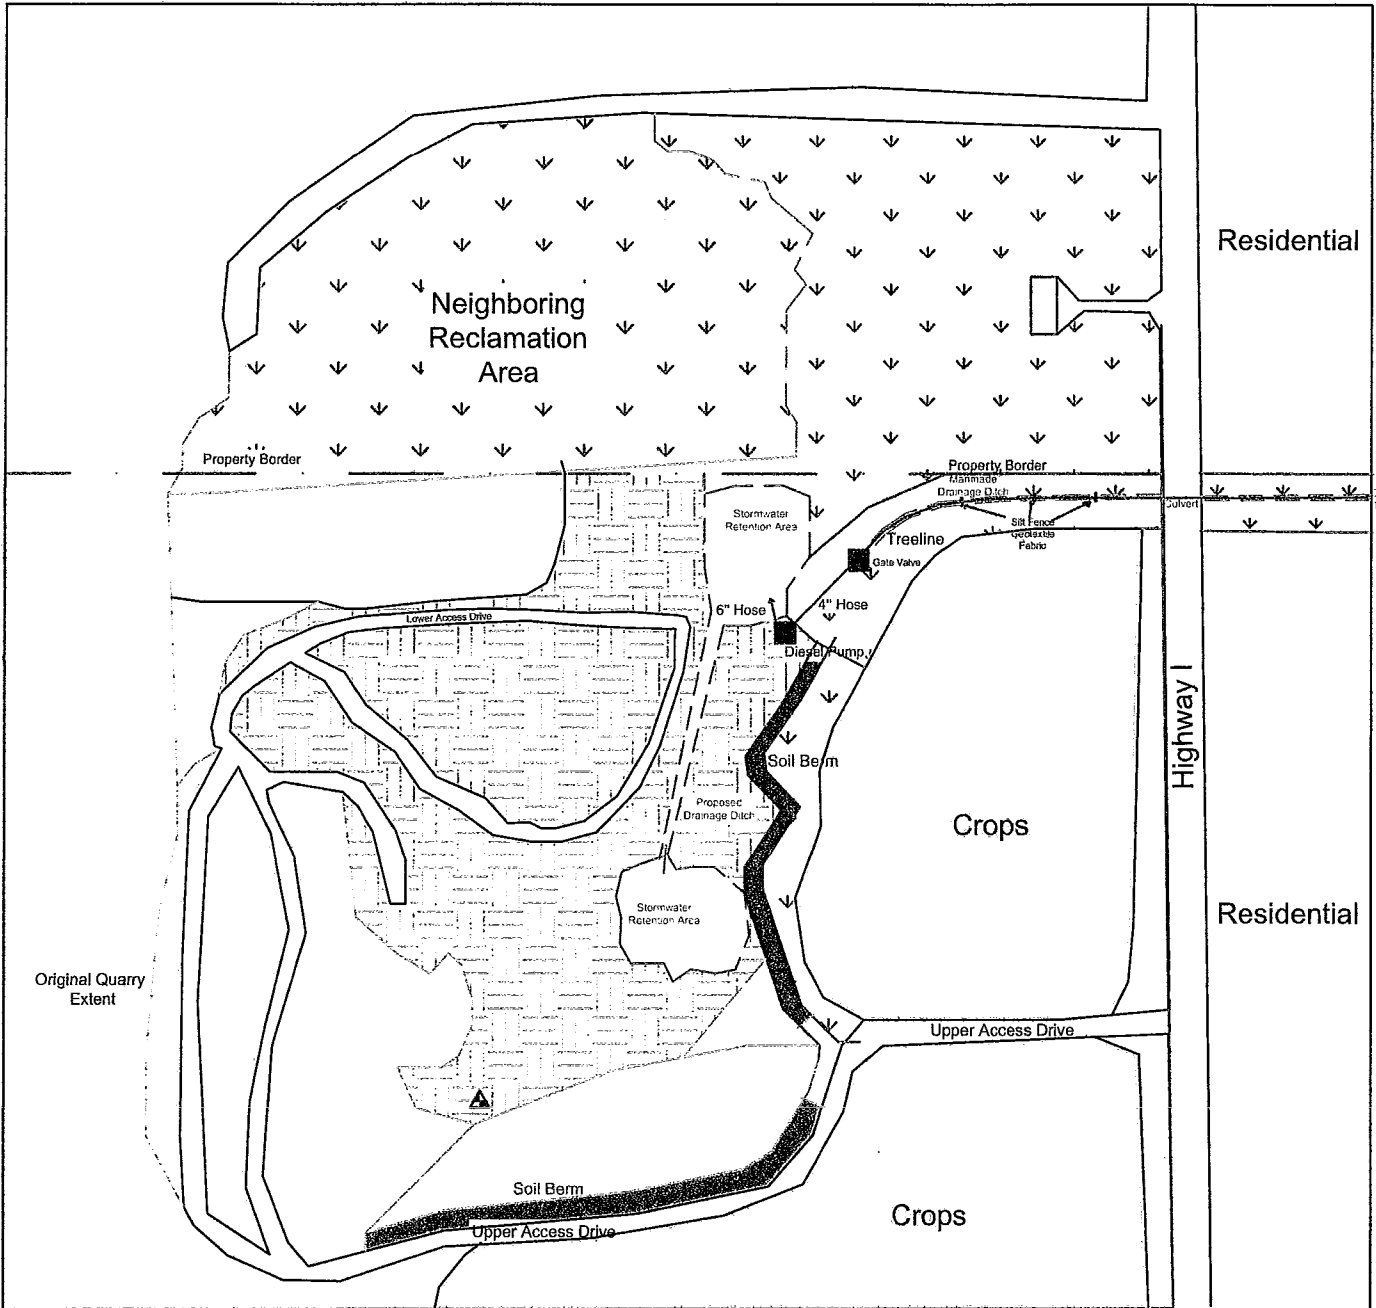 Residential
Neighboring
Reclamation
Area
Property Border
Property Border
Manmade
Drainage Ditch
Culvert
Stormwater
Retention Area
Silt Fence
Geotextile
Fabric
Treeline
Gate Valve
6" Hose
4" Hose
Lower Access Drive
Diesel Pump
Highway I
Soil Berm
Proposed
Drainage Ditch
Crops
Stormwater
Retention Area
Residential
Original Quarry
Extent
Upper Access Drive
Soil Berm
Upper Access Drive
Crops